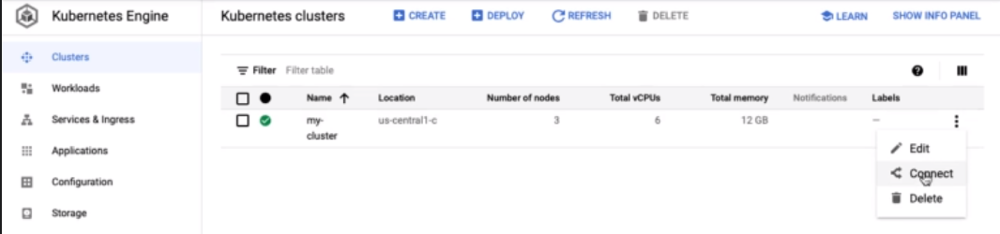 Kubernetes Engine
Kubernetes clusters
CREATE
DEPLOY
REFRESH
DELETE
LEARN
SHOW INFO PANEL
Clusters
Workloads
Services & Ingress
Applications
Configuration
Storage
Filter Filter table
Name Location Number of nodes Total vCPUs Total memory Notifications Labels
my- us-central1-c 3 6 12 GB —
cluster
Edit
Connect
Delete